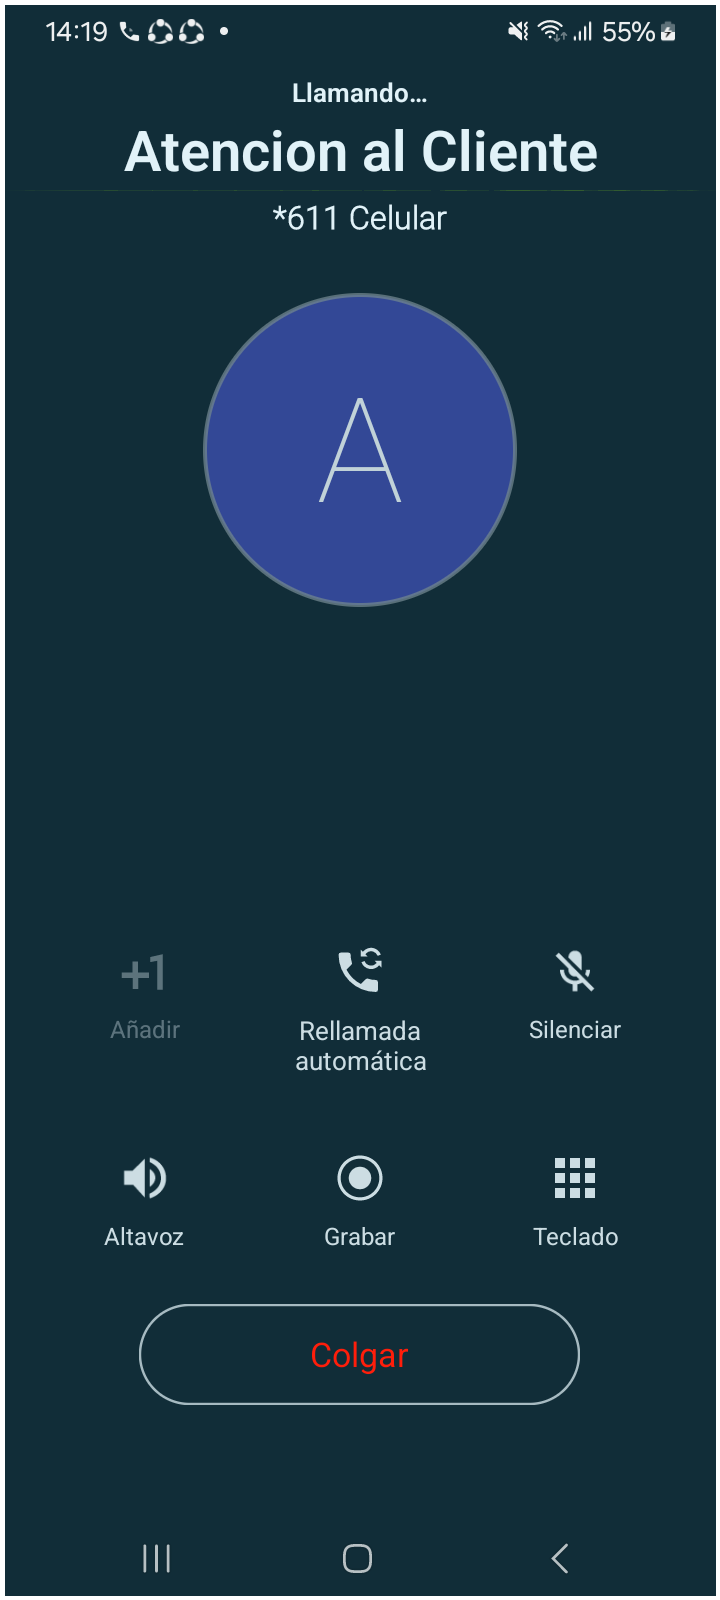 14:19
55%
Llamando...
Atencion al Cliente
*611 Celular
A
+1
Añadir
Rellamada
automática
Silenciar
Altavoz
Grabar
Teclado
Colgar